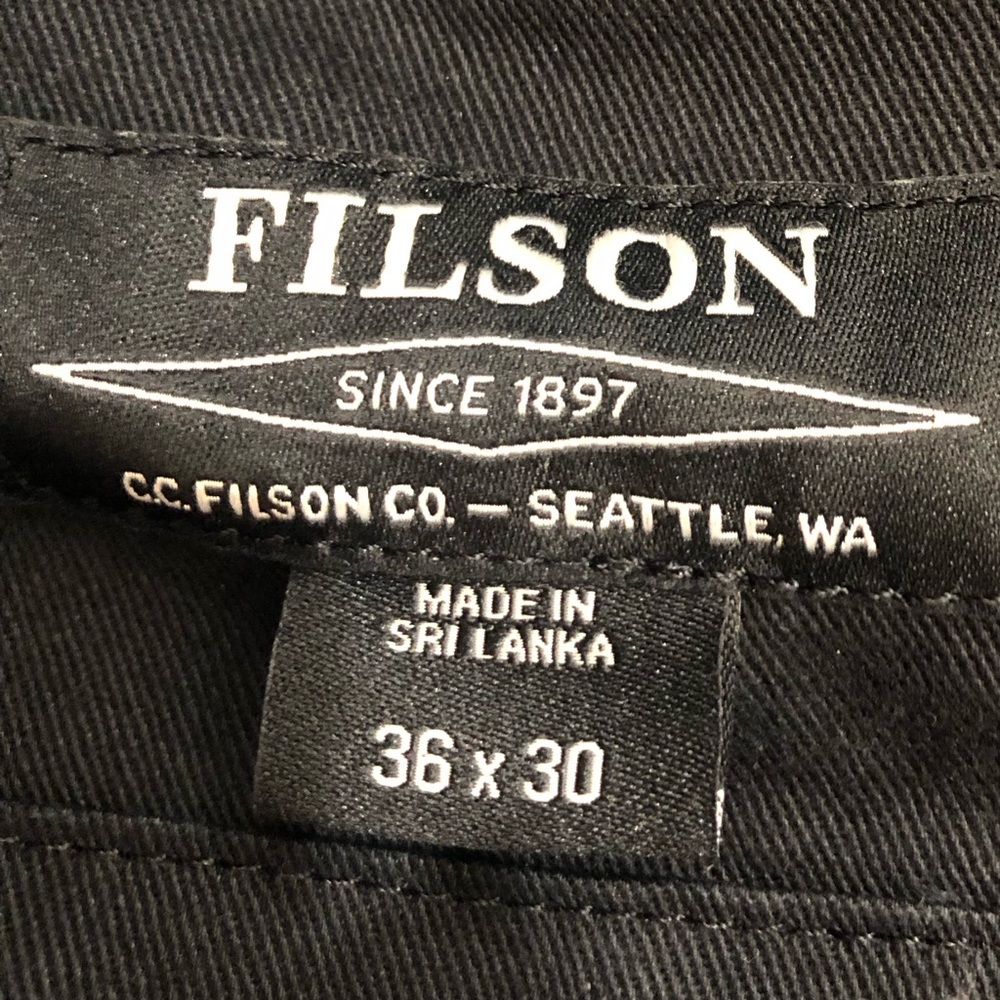 FILSON
SINCE 1897
C.C. FILSON CO. — SEATTLE, WA
MADE IN
SRI LANKA
36 x 30